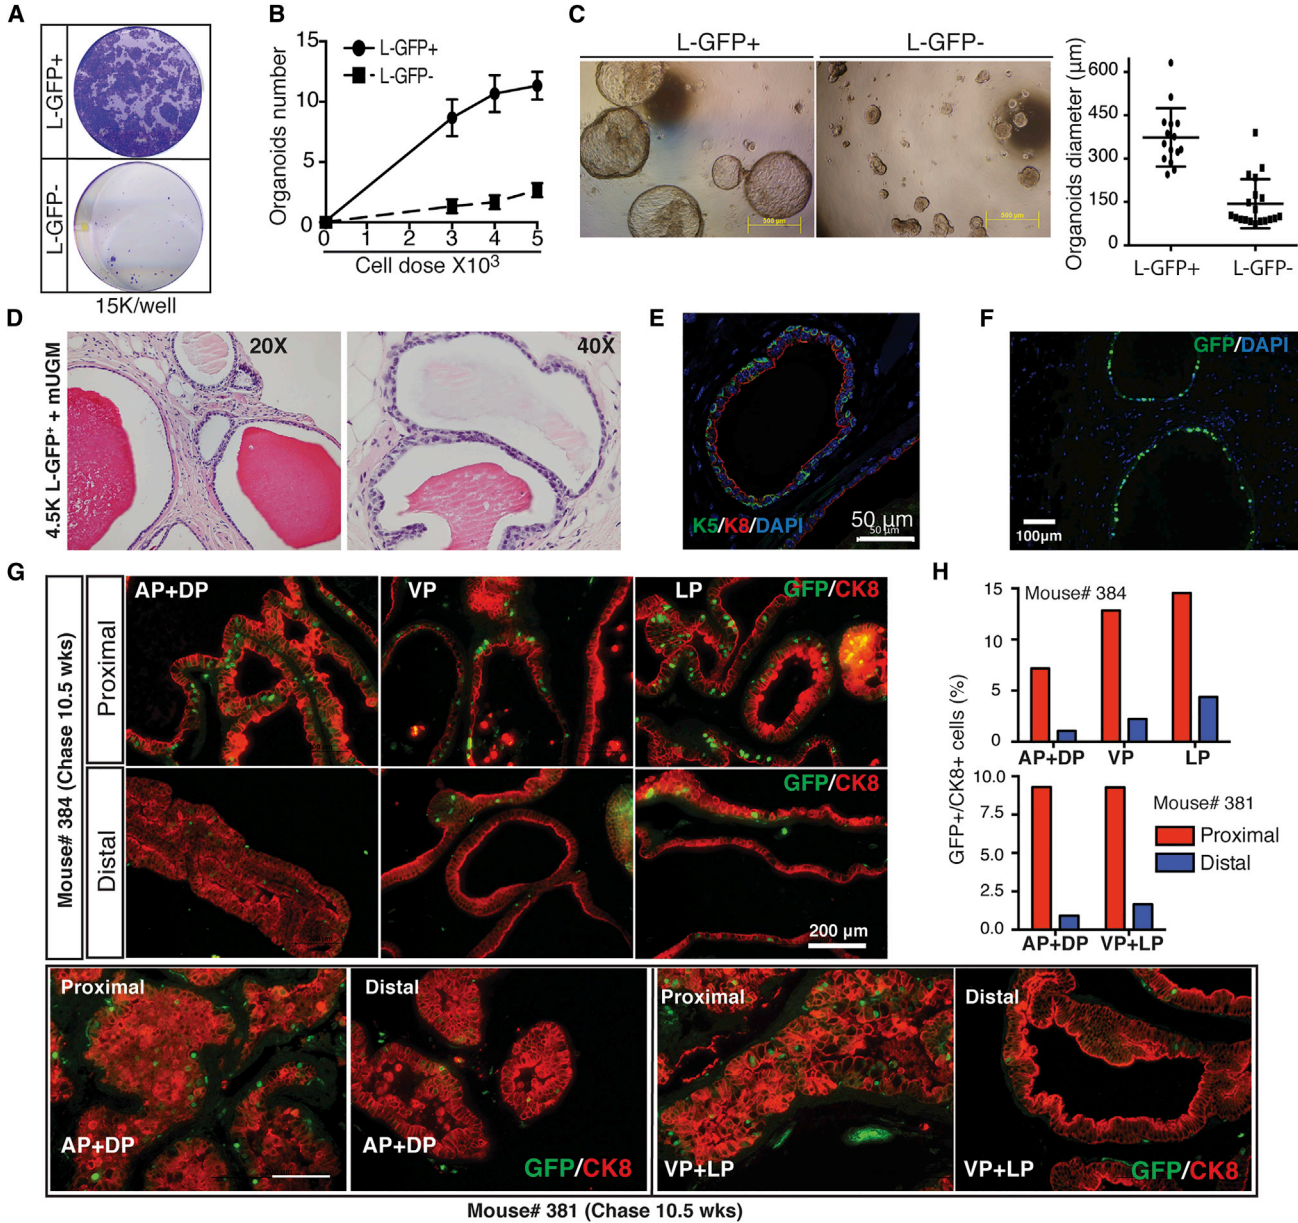 A
L-GFP+
L-GFP-
15K/well
B
Organoids number
15
10
5
0
L-GFP+
L-GFP-
0 1 2 3 4 5
Cell dose X10³
C
L-GFP+
L-GFP-
500 µm
500 µm
Organoids diameter (µm)
600
450
300
150
0
L-GFP+
L-GFP-
D
4.5K L-GFP⁺ + mUGM
20X
40X
E
K5/K8/DAPI
50 µm
50 µm
F
GFP/DAPI
100µm
G
Mouse# 384 (Chase 10.5 wks)
Proximal
AP+DP
VP
LP
GFP/CK8
Distal
GFP/CK8
200 µm
H
GFP+/CK8+ cells (%)
Mouse# 384
15
10
5
0
AP+DP
VP
LP
Mouse# 381
10.0
7.5
5.0
2.5
0.0
Proximal
Distal
AP+DP
VP+LP
Proximal
AP+DP
Distal
AP+DP
GFP/CK8
Proximal
VP+LP
Distal
VP+LP
GFP/CK8
Mouse# 381 (Chase 10.5 wks)